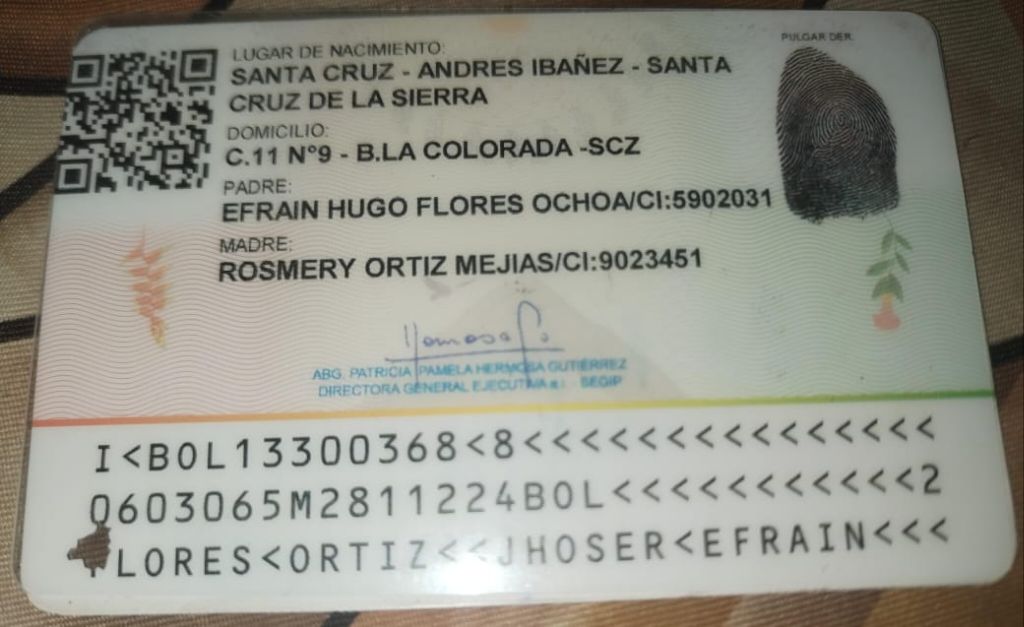 PULGAR DER.
LUGAR DE NACIMIENTO:
SANTA CRUZ - ANDRES IBAÑEZ - SANTA
CRUZ DE LA SIERRA
DOMICILIO:
C.11 N°9 - B.LA COLORADA -SCZ
PADRE:
EFRAIN HUGO FLORES OCHOA/CI:5902031
MADRE:
ROSMERY ORTIZ MEJIAS/CI:9023451
ABG. PATRICIA PAMELA HERMOSA GUTIÉRREZ
DIRECTORA GENERAL EJECUTIVA a.i. - SEGIP
I<BOL13300368<8<<<<<<<<<<<<<<<
0603065M2811224BOL<<<<<<<<<<<2
LORES<ORTIZ<<JHOSER<EFRAIN<<<